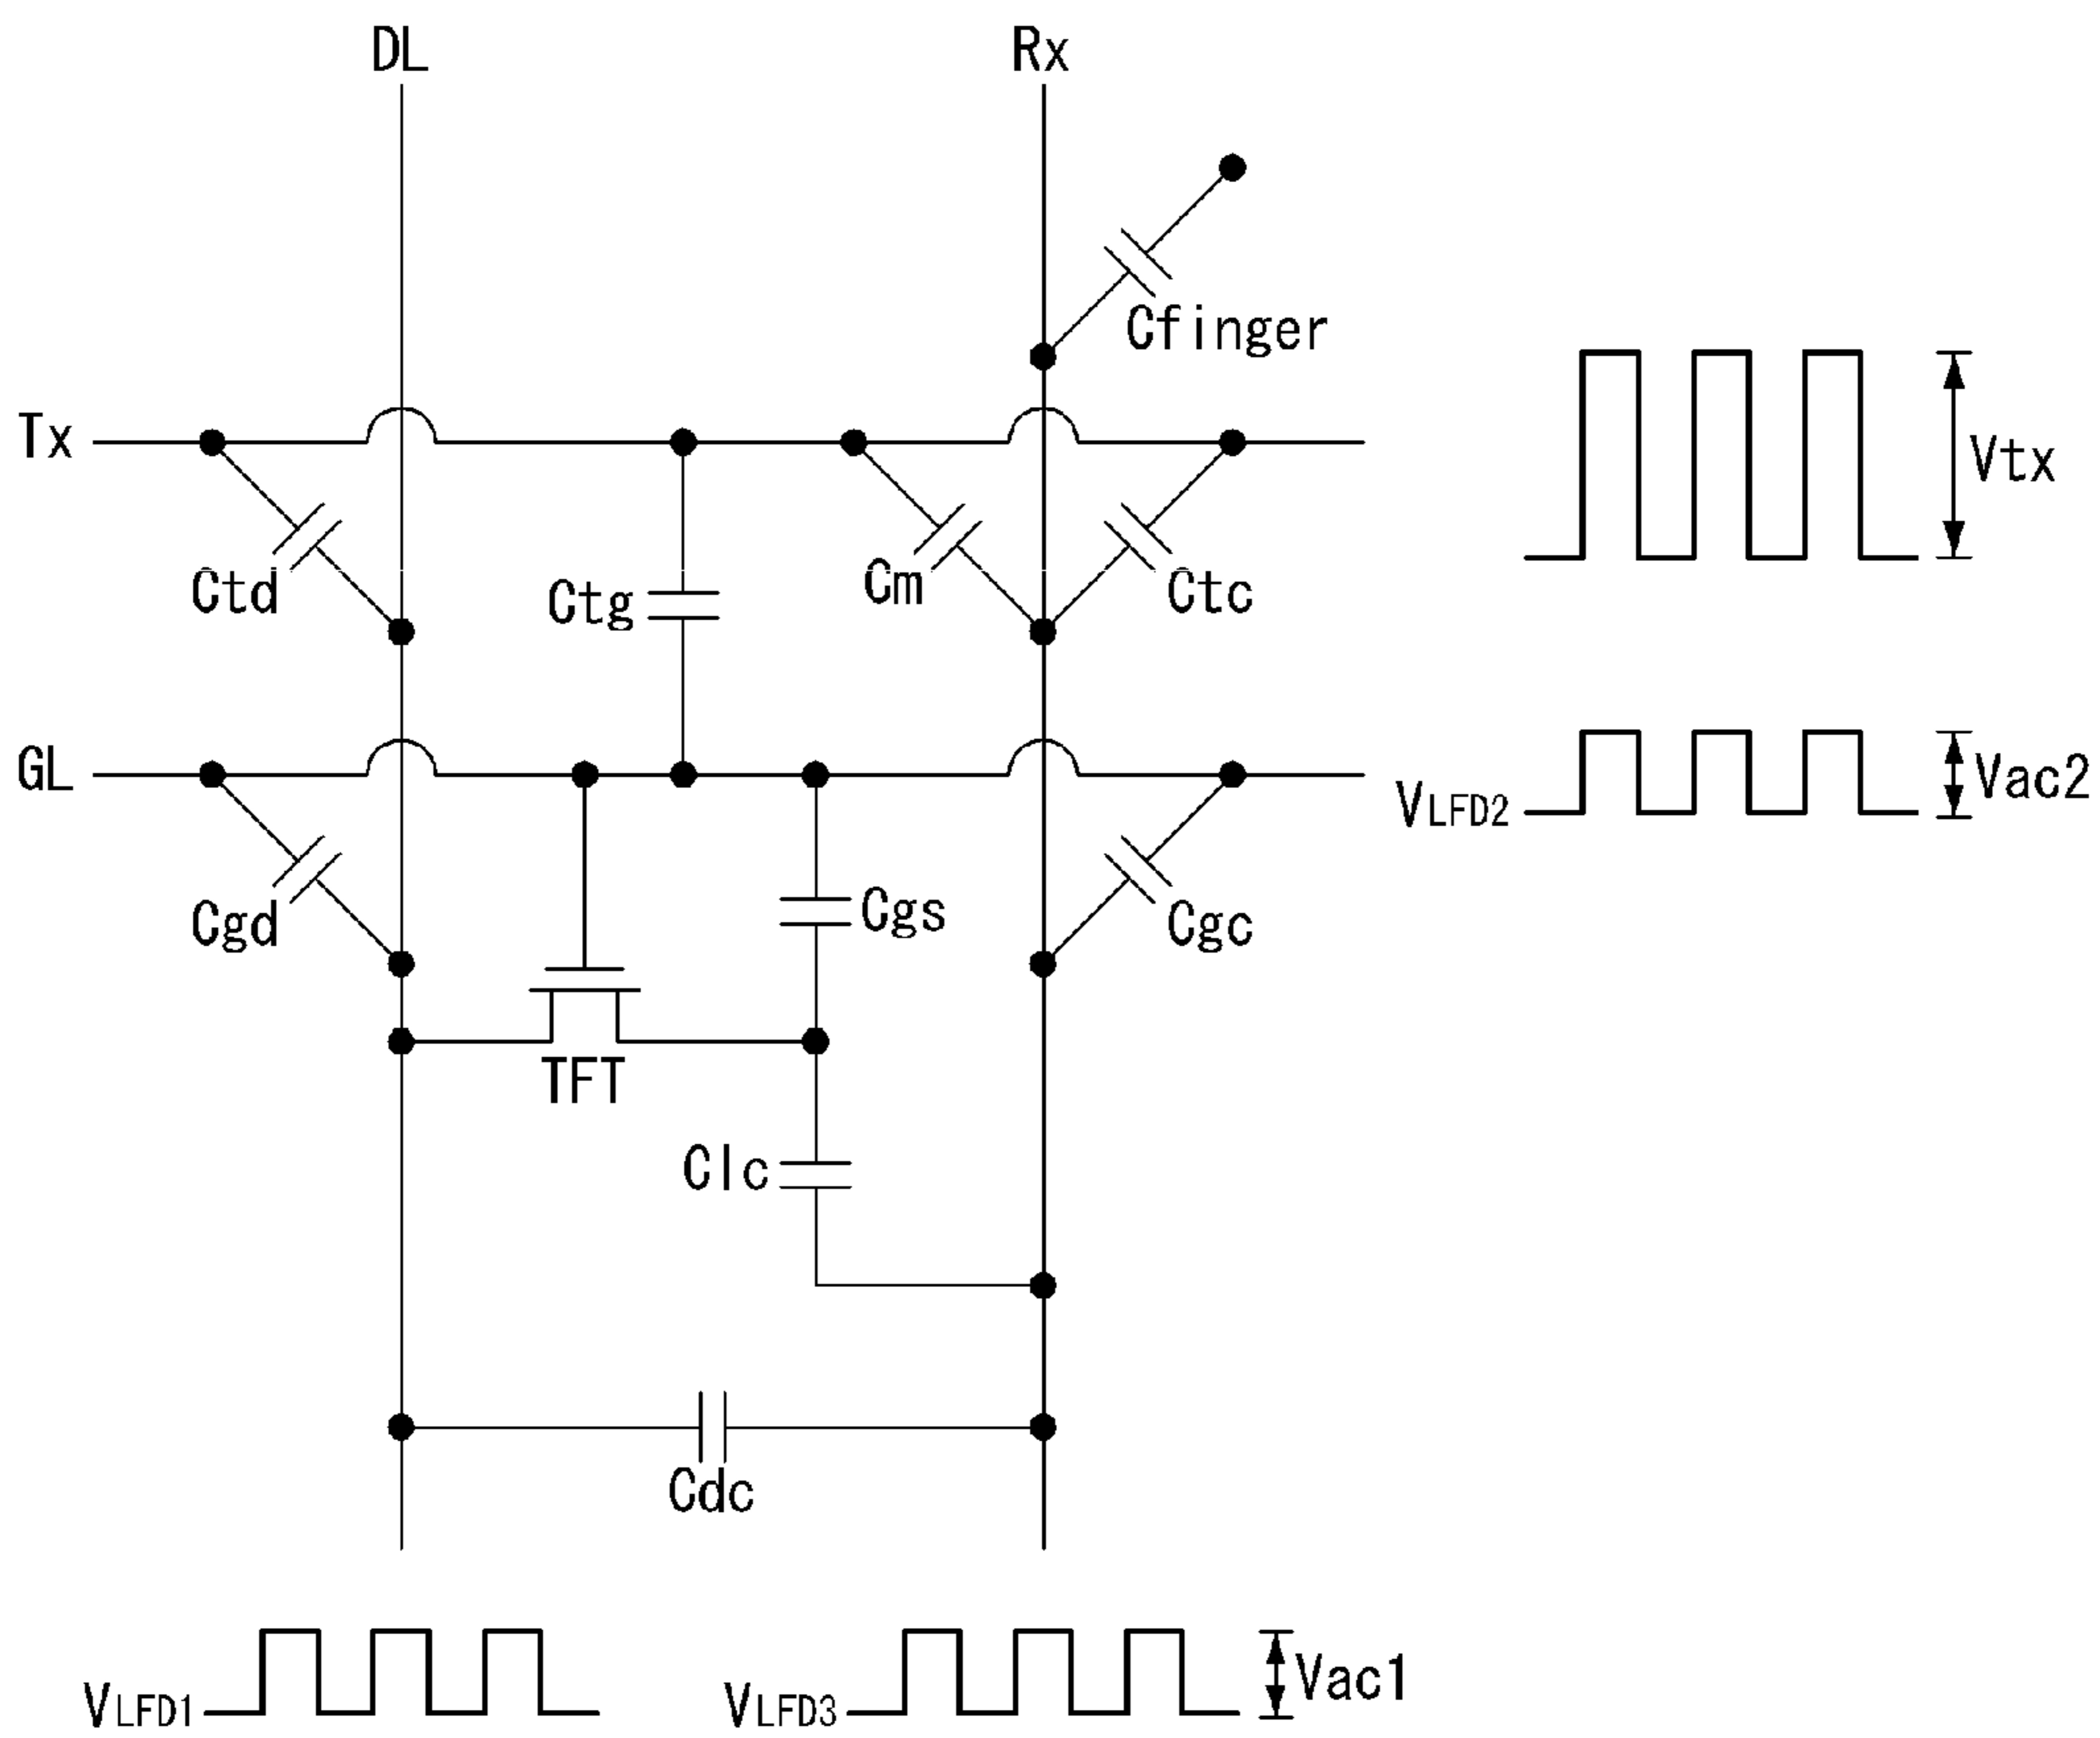 DL
Rx
Cfinger
Tx
Vtx
Ctd
Ctg
Cm
Ctc
GL
VLFD2
Vac2
Cgd
Cgs
Cgc
TFT
Clc
Cdc
VLFD1
VLFD3
Vac1